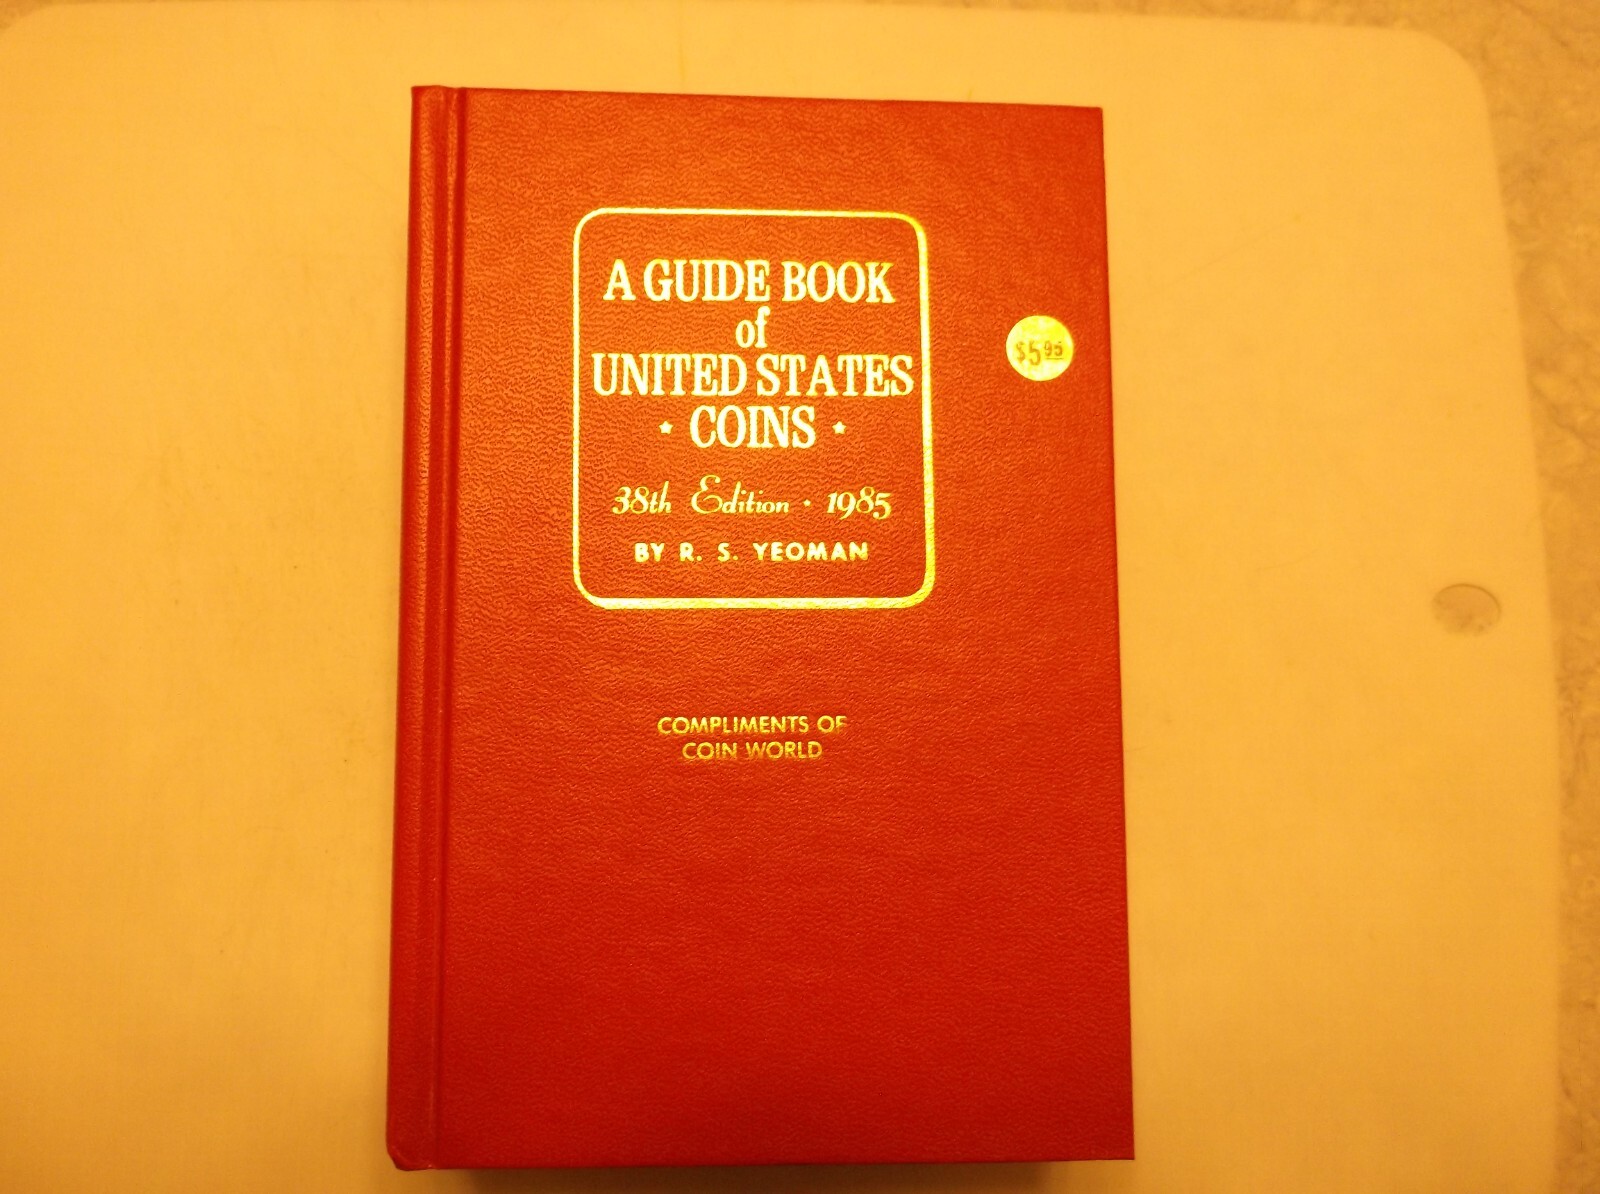 A GUIDE BOOK
of
UNITED STATES
★ COINS ★
38th Edition • 1985
BY R. S. YEOMAN
$5.95
COMPLIMENTS OF
COIN WORLD